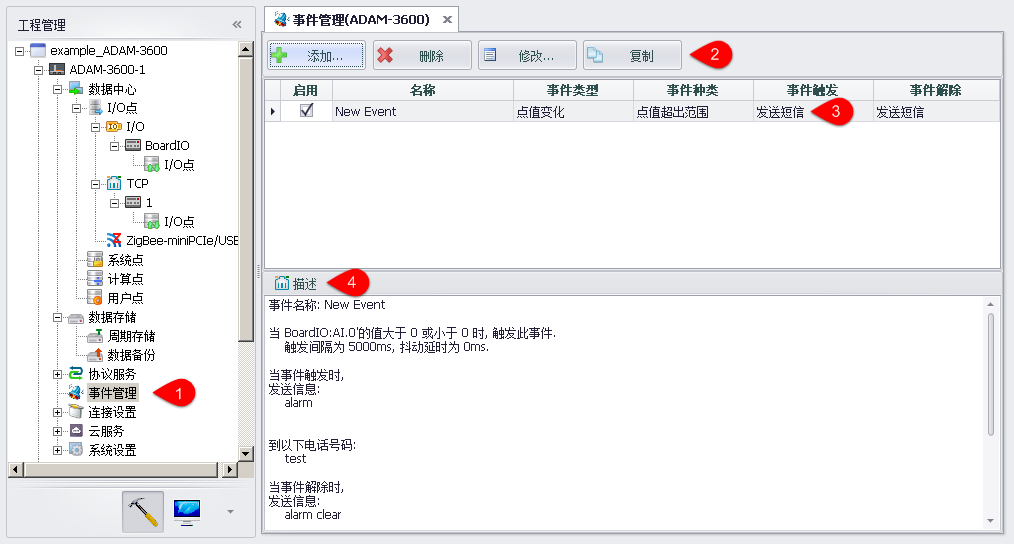 工程管理
example_ADAM-3600
ADAM-3600-1
数据中心
I/O点
I/O
BoardIO
I/O点
TCP
1
I/O点
ZigBee-miniPCIe/USB
系统点
计算点
用户点
数据存储
周期存储
数据备份
协议服务
事件管理
1
连接设置
云服务
系统设置
事件管理(ADAM-3600)
添加...
删除
修改...
复制
2
启用 名称 事件类型 事件种类 事件触发 事件解除
New Event 点值变化 点值超出范围 发送短信 发送短信
3
描述
4
事件名称: New Event
当 BoardIO:AI.0'的值大于 0 或小于 0 时, 触发此事件.
触发间隔为 5000ms, 抖动延时为 0ms.
当事件触发时,
发送信息:
alarm
到以下电话号码:
test
当事件解除时,
发送信息:
alarm clear